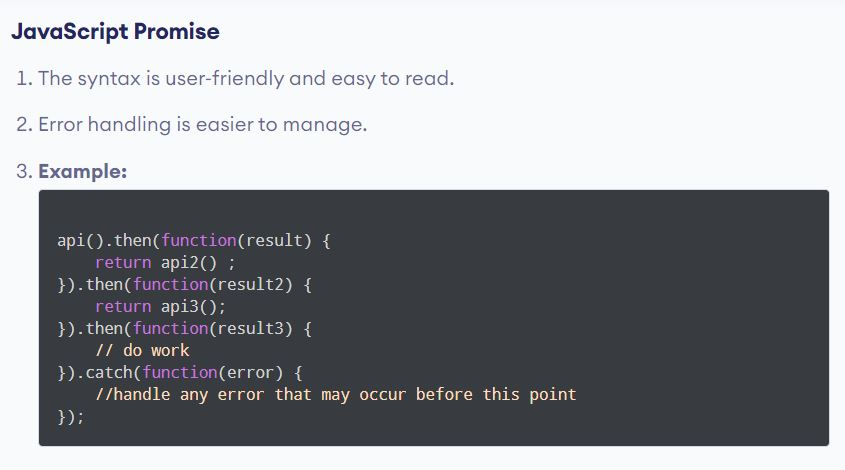 JavaScript Promise
1. The syntax is user-friendly and easy to read.
2. Error handling is easier to manage.
3. Example:
api().then(function(result) {
    return api2() ;
}).then(function(result2) {
    return api3();
}).then(function(result3) {
    // do work
}).catch(function(error) {
    //handle any error that may occur before this point
});